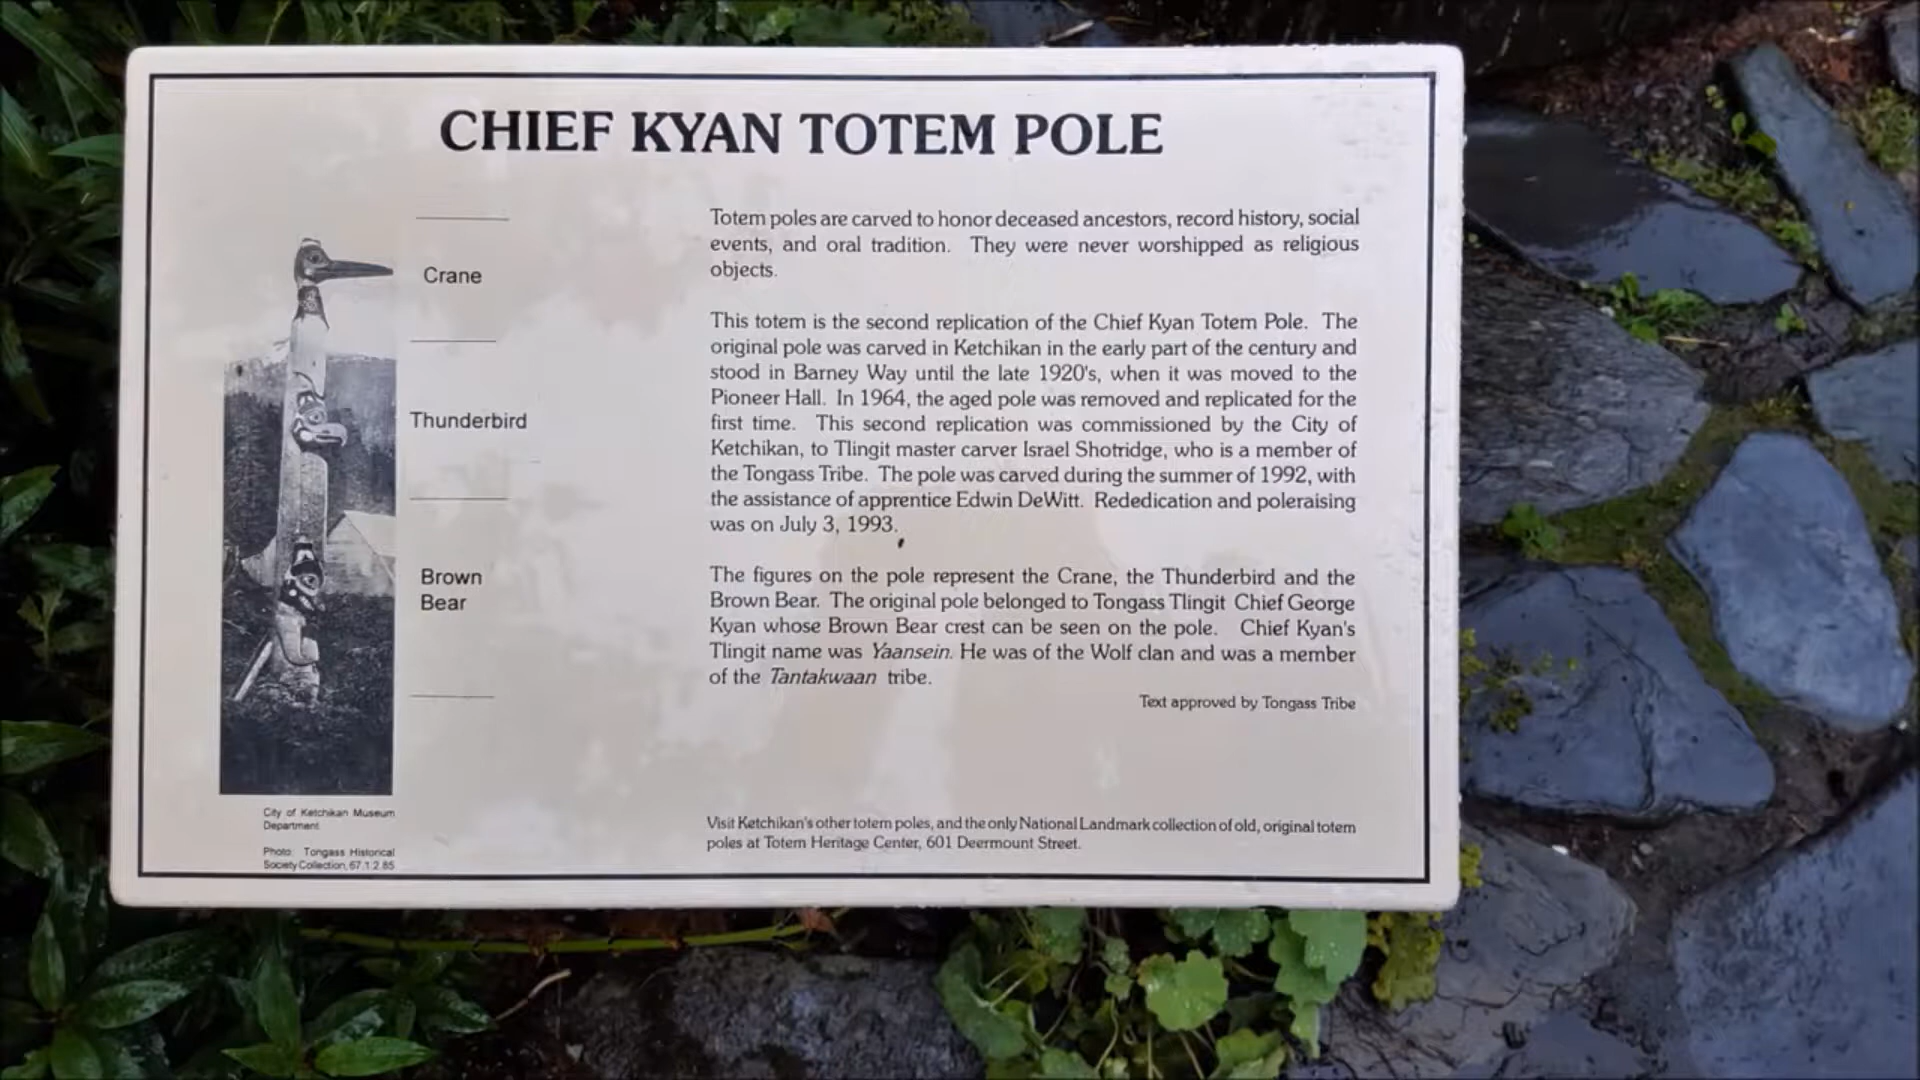 CHIEF KYAN TOTEM POLE
Crane
Thunderbird
Brown
Bear
City of Ketchikan Museum
Department
Photo: Tongass Historical
Society Collection, 67.1.2.85
Totem poles are carved to honor deceased ancestors, record history, social
events, and oral tradition. They were never worshipped as religious
objects.
This totem is the second replication of the Chief Kyan Totem Pole. The
original pole was carved in Ketchikan in the early part of the century and
stood in Barney Way until the late 1920's, when it was moved to the
Pioneer Hall. In 1964, the aged pole was removed and replicated for the
first time. This second replication was commissioned by the City of
Ketchikan, to Tlingit master carver Israel Shotridge, who is a member of
the Tongass Tribe. The pole was carved during the summer of 1992, with
the assistance of apprentice Edwin DeWitt. Rededication and poleraising
was on July 3, 1993.
The figures on the pole represent the Crane, the Thunderbird and the
Brown Bear. The original pole belonged to Tongass Tlingit Chief George
Kyan whose Brown Bear crest can be seen on the pole. Chief Kyan's
Tlingit name was Yaansein. He was of the Wolf clan and was a member
of the Tantakwaan tribe.
Text approved by Tongass Tribe
Visit Ketchikan's other totem poles, and the only National Landmark collection of old, original totem
poles at Totem Heritage Center, 601 Deermount Street.